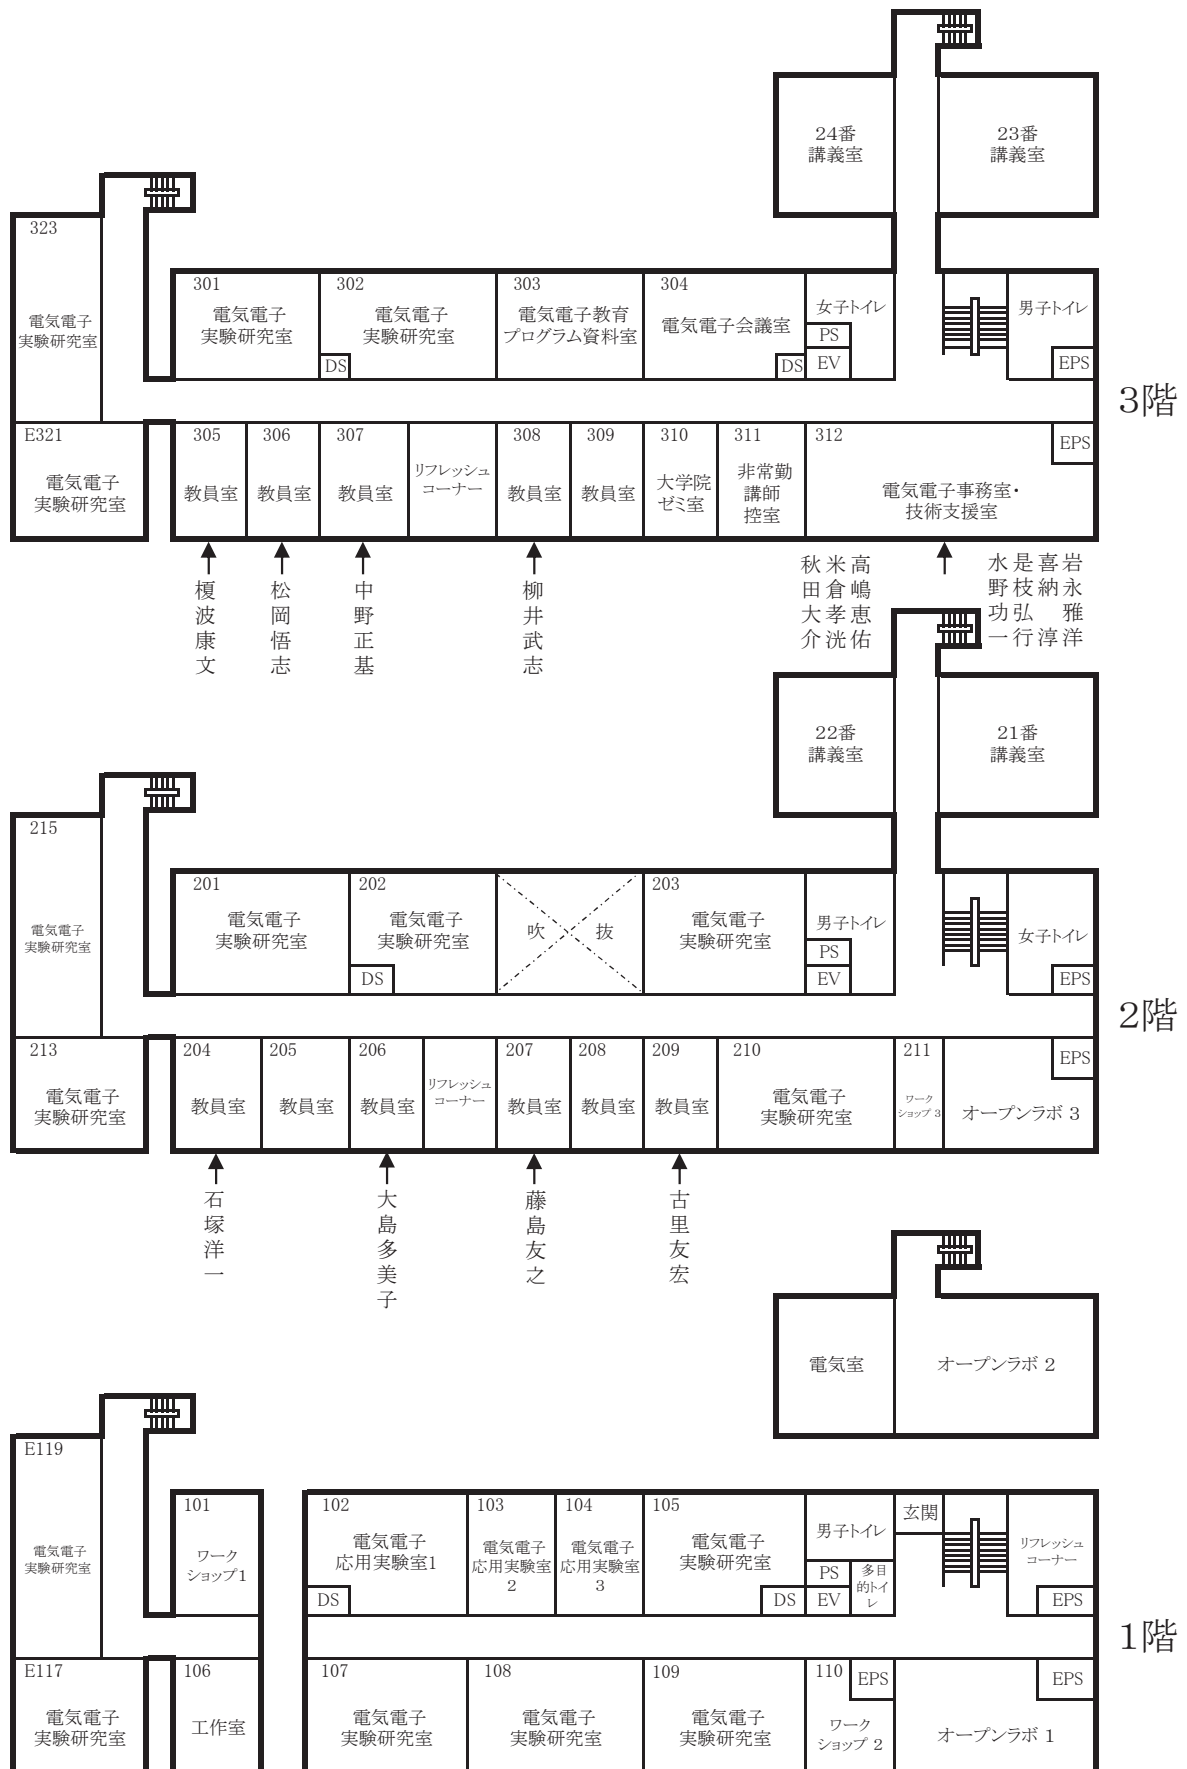 24番
講義室
23番
講義室
323
電気電子
実験研究室
301
電気電子
実験研究室
302
電気電子
実験研究室
DS
303
電気電子教育
プログラム資料室
304
電気電子会議室
DS
女子トイレ
PS
EV
男子トイレ
EPS
3階
E321
電気電子
実験研究室
305
教員室
306
教員室
307
教員室
リフレッシュ
コーナー
308
教員室
309
教員室
310
大学院
ゼミ室
311
非常勤
講師
控室
312
電気電子事務室・
技術支援室
EPS
榎波康文
松岡悟志
中野正基
柳井武志
秋田大介
米倉孝洸
高嶋恵佑
水野功一
是枝弘行
喜納淳
岩永雅洋
22番
講義室
21番
講義室
215
電気電子
実験研究室
201
電気電子
実験研究室
202
電気電子
実験研究室
DS
吹 抜
203
電気電子
実験研究室
男子トイレ
PS
EV
女子トイレ
EPS
2階
213
電気電子
実験研究室
204
教員室
205
教員室
206
教員室
リフレッシュ
コーナー
207
教員室
208
教員室
209
教員室
210
電気電子
実験研究室
211
ワーク
ショップ 3
オープンラボ 3
EPS
石塚洋一
大島多美子
藤島友之
古里友宏
電気室
オープンラボ 2
E119
電気電子
実験研究室
101
ワーク
ショップ 1
102
電気電子
応用実験室1
DS
103
電気電子
応用実験室
2
104
電気電子
応用実験室
3
105
電気電子
実験研究室
DS
男子トイレ
PS
EV
多目
的トイ
レ
玄関
リフレッシュ
コーナー
EPS
1階
E117
電気電子
実験研究室
106
工作室
107
電気電子
実験研究室
108
電気電子
実験研究室
109
電気電子
実験研究室
110
EPS
ワーク
ショップ 2
オープンラボ 1
EPS